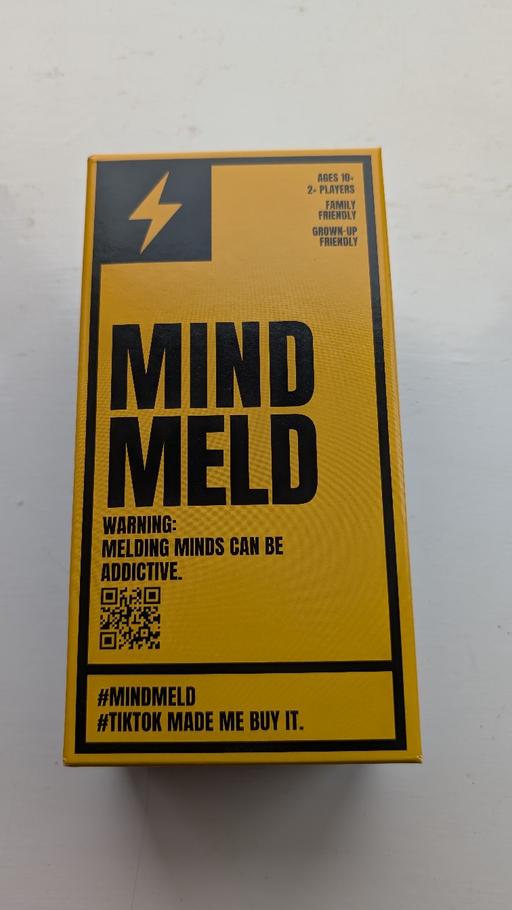 AGES 10+
2+ PLAYERS
FAMILY
FRIENDLY
GROWN-UP
FRIENDLY
MIND
MELD
WARNING:
MELDING MINDS CAN BE
ADDICTIVE.
#MINDMELD
#TIKTOK MADE ME BUY IT.